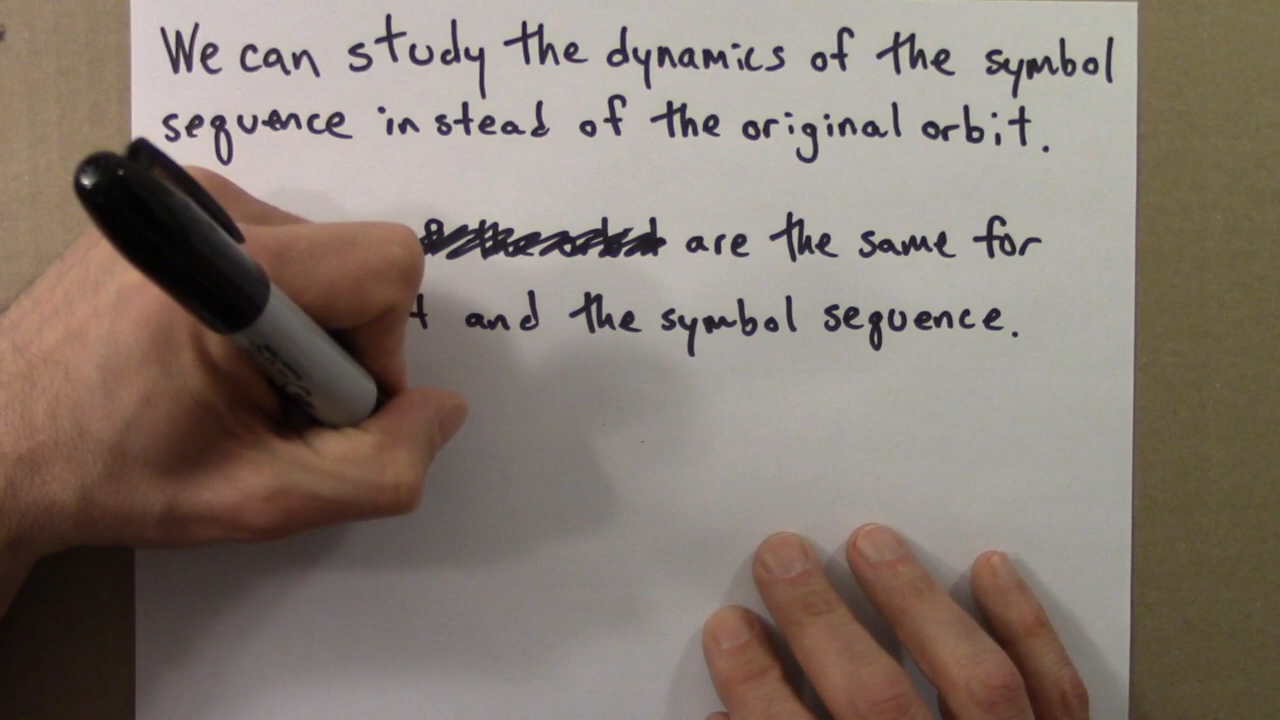 We can study the dynamics of the symbol
sequence instead of the original orbit.
are the same for
and the symbol sequence.